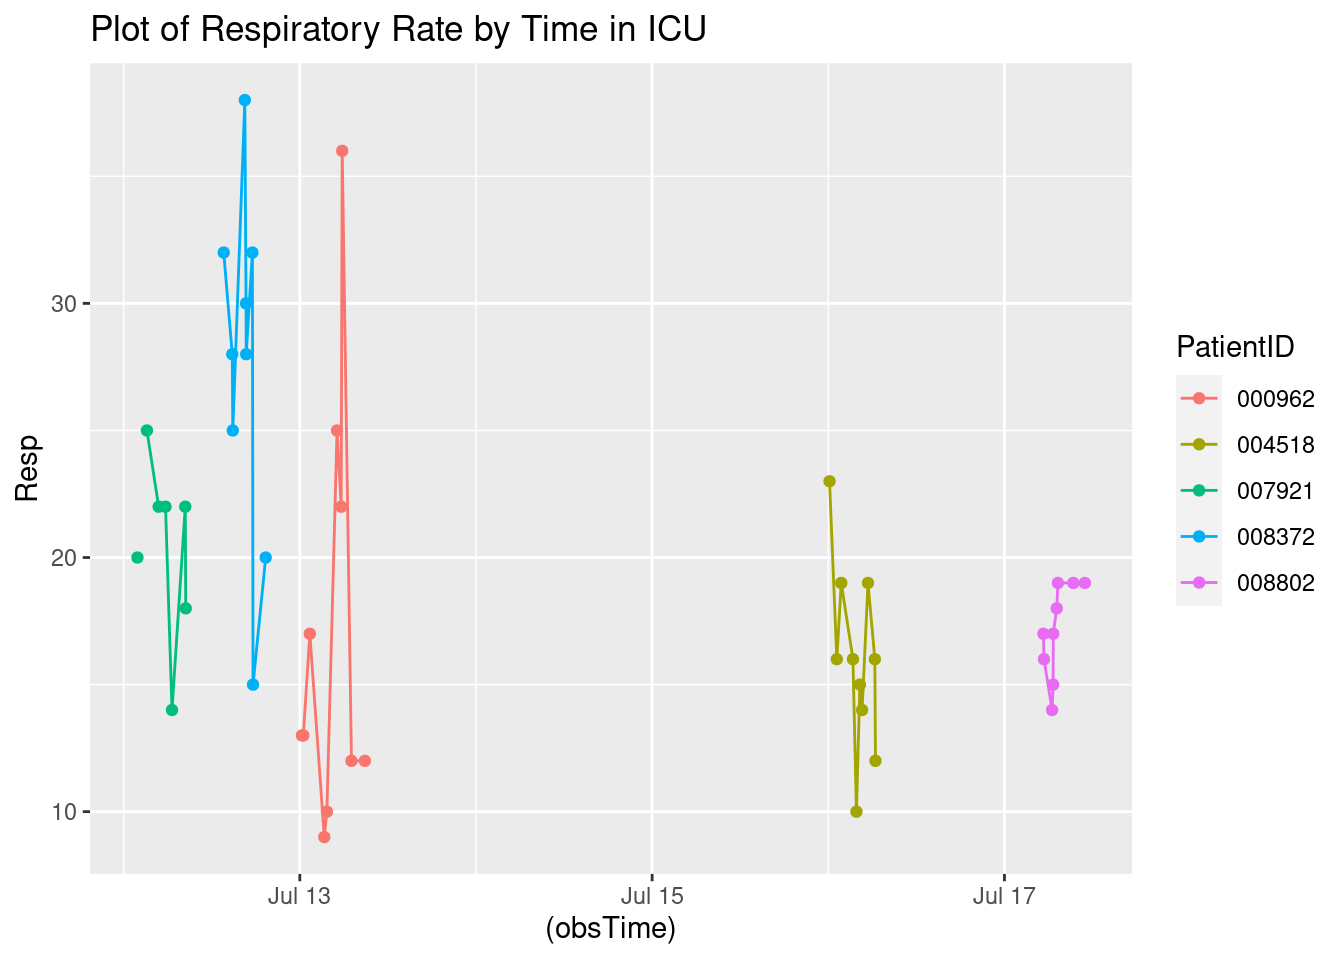 Plot of Respiratory Rate by Time in ICU
Resp
30
20
10
Jul 13
Jul 15
Jul 17
(obsTime)
PatientID
000962
004518
007921
008372
008802